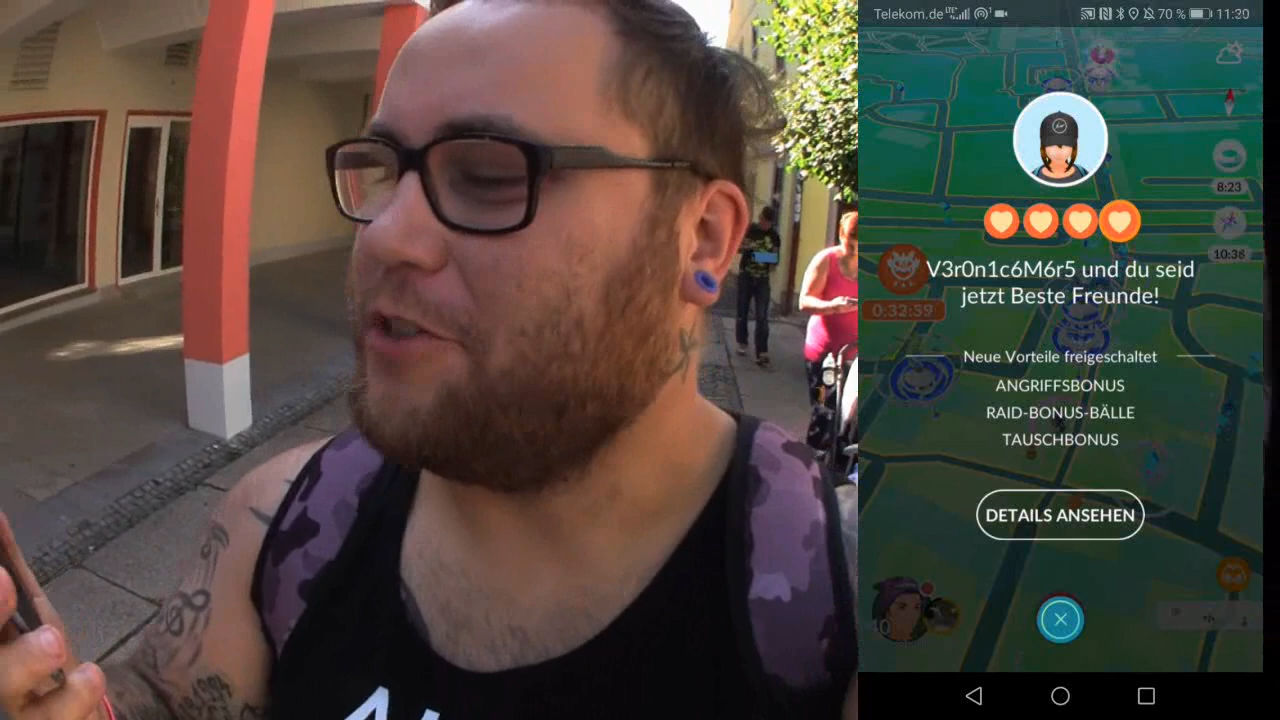 Telekom.de 70 % 11:20
8:23
10:36
V3r0n1c6M6r5 und du seid
jetzt Beste Freunde!
0:32:59
Neue Vorteile freigeschaltet
ANGRIFFSBONUS
RAID-BONUS-BÄLLE
TAUSCHBONUS
DETAILS ANSEHEN